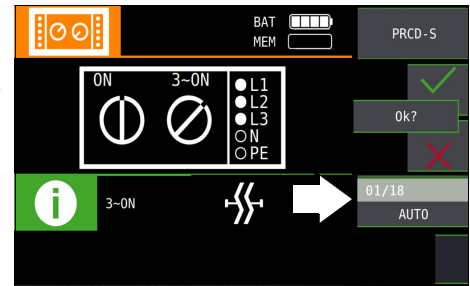 BAT
MEM
PRCD-S
ON 3~ON
L1
L2
L3
N
PE
Ok?
i
3~ON
01/18
AUTO